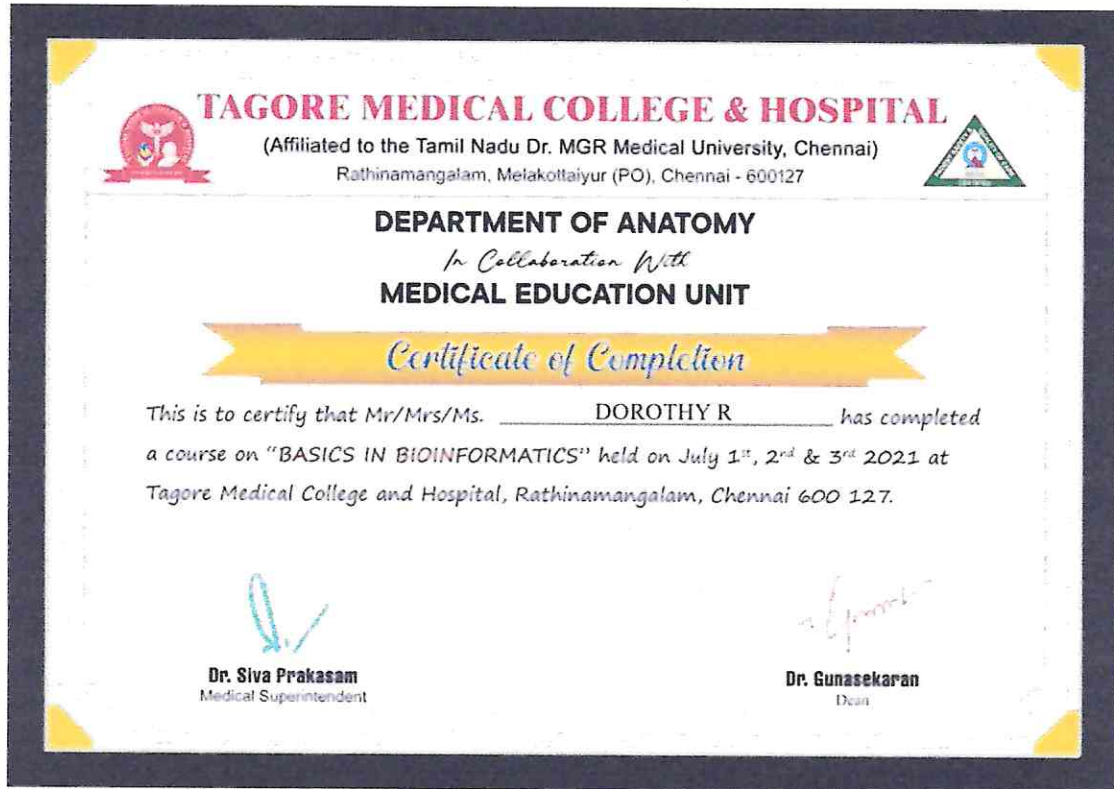 TAGORE MEDICAL COLLEGE & HOSPITAL
(Affiliated to the Tamil Nadu Dr. MGR Medical University, Chennai)
Rathinamangalam, Melakottaiyur (PO), Chennai - 600127
DEPARTMENT OF ANATOMY
In Collaboration With
MEDICAL EDUCATION UNIT
Certificate of Completion
This is to certify that Mr/Mrs/Ms. DOROTHY R has completed
a course on "BASICS IN BIOINFORMATICS" held on July 1st, 2nd & 3rd 2021 at
Tagore Medical College and Hospital, Rathinamangalam, Chennai 600 127.
Dr. Siva Prakasam
Medical Superintendent
Dr. Gunasekaran
Dean